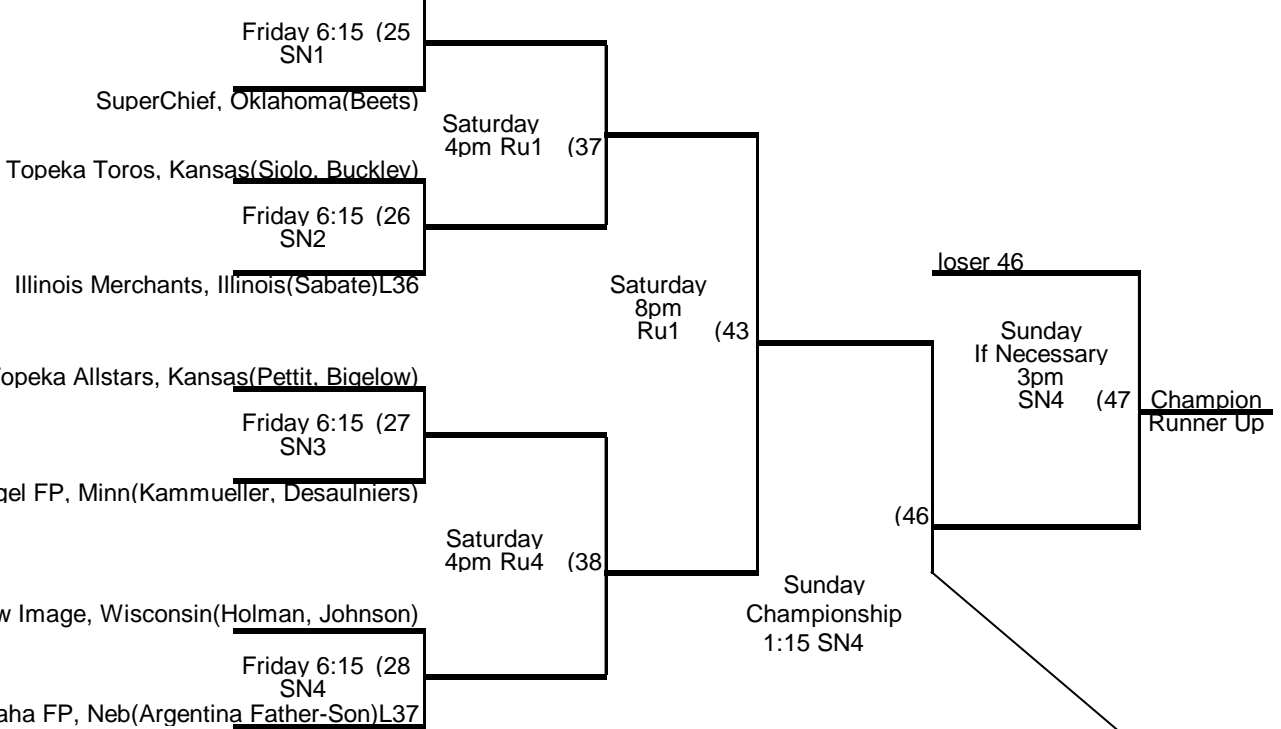 Friday 6:15 (25
SN1
SuperChief, Oklahoma(Beets)
Saturday
4pm Ru1 (37
Topeka Toros, Kansas(Siolo, Buckley)
Friday 6:15 (26
SN2
Illinois Merchants, Illinois(Sabate)L36
Saturday
8pm
Ru1 (43
loser 46
Sunday
If Necessary
3pm
SN4 (47
Champion
Runner Up
Topeka Allstars, Kansas(Pettit, Bigelow)
Friday 6:15 (27
SN3
gel FP, Minn(Kammueller, Desaulniers)
(46
Saturday
4pm Ru4 (38
Sunday
Championship
1:15 SN4
w Image, Wisconsin(Holman, Johnson)
Friday 6:15 (28
SN4
aha FP, Neb(Argentina Father-Son)L37